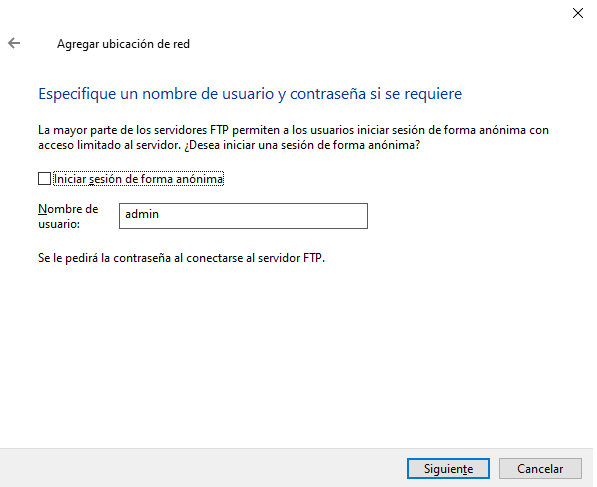 Agregar ubicación de red
Especifique un nombre de usuario y contraseña si se requiere
La mayor parte de los servidores FTP permiten a los usuarios iniciar sesión de forma anónima con
acceso limitado al servidor. ¿Desea iniciar una sesión de forma anónima?
Iniciar sesión de forma anónima
Nombre de
usuario:
admin
Se le pedirá la contraseña al conectarse al servidor FTP.
Siguiente
Cancelar